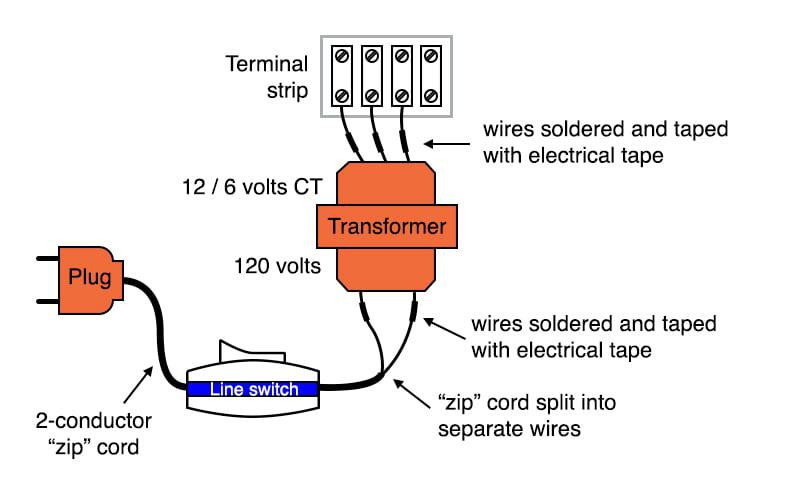 Terminal
strip
wires soldered and taped
with electrical tape
12 / 6 volts CT
Transformer
120 volts
Plug
wires soldered and taped
with electrical tape
Line switch
2-conductor
“zip” cord
“zip” cord split into
separate wires